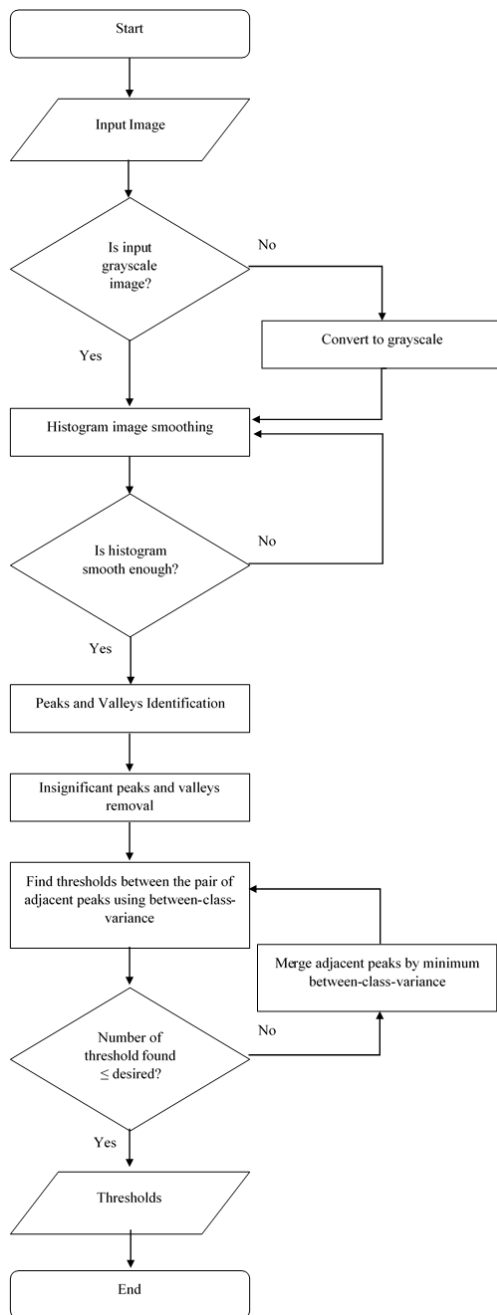 Start
Input Image
Is input
grayscale
image?
No
Convert to grayscale
Yes
Histogram image smoothing
Is histogram
smooth enough?
No
Yes
Peaks and Valleys Identification
Insignificant peaks and valleys
removal
Find thresholds between the pair of
adjacent peaks using between-class-
variance
Merge adjacent peaks by minimum
between-class-variance
Number of
threshold found
≤ desired?
No
Yes
Thresholds
End